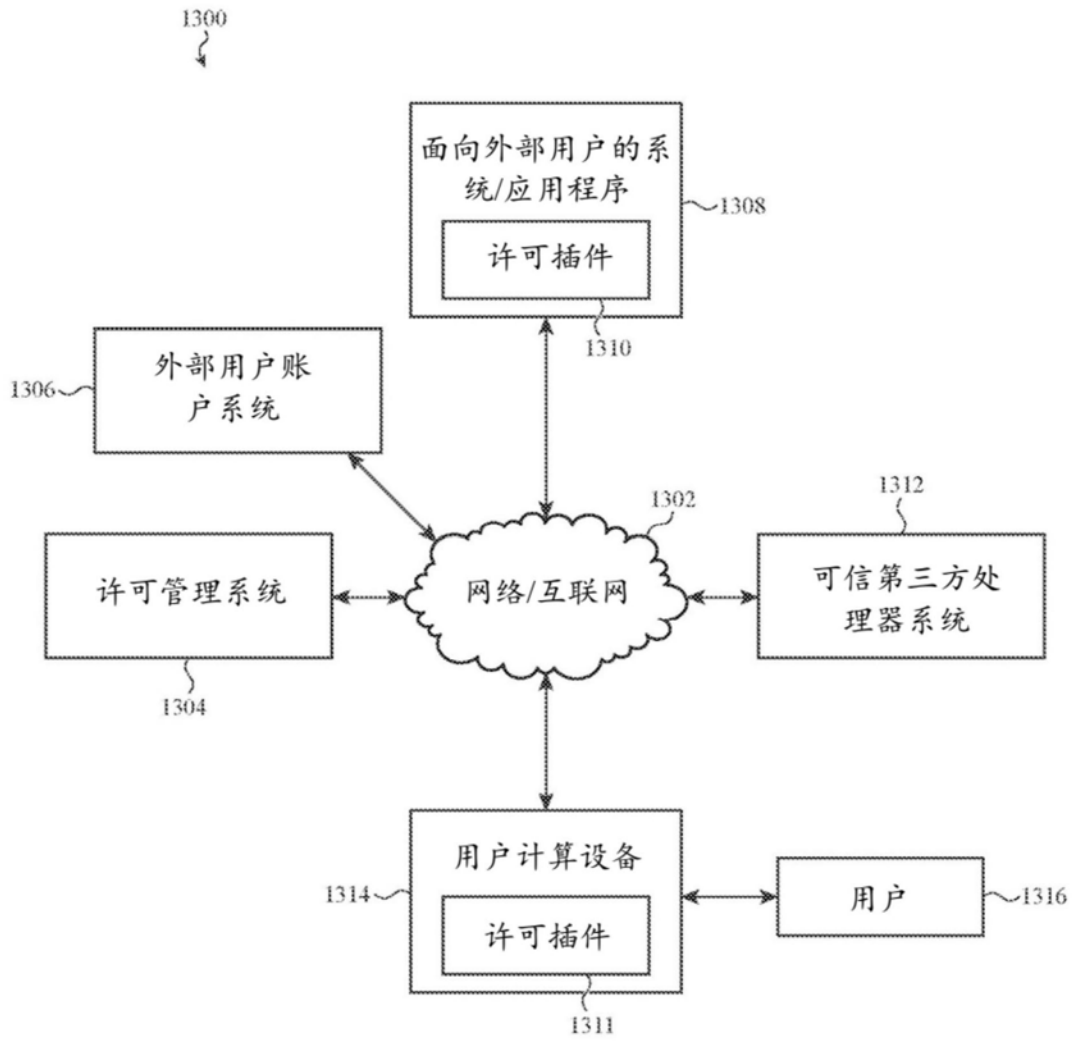 1300
面向外部用户的系
统/应用程序
1308
许可插件
1310
外部用户账
户系统
1306
1302
1312
许可管理系统
网络/互联网
可信第三方处
理器系统
1304
用户计算设备
1314
用户
1316
许可插件
1311